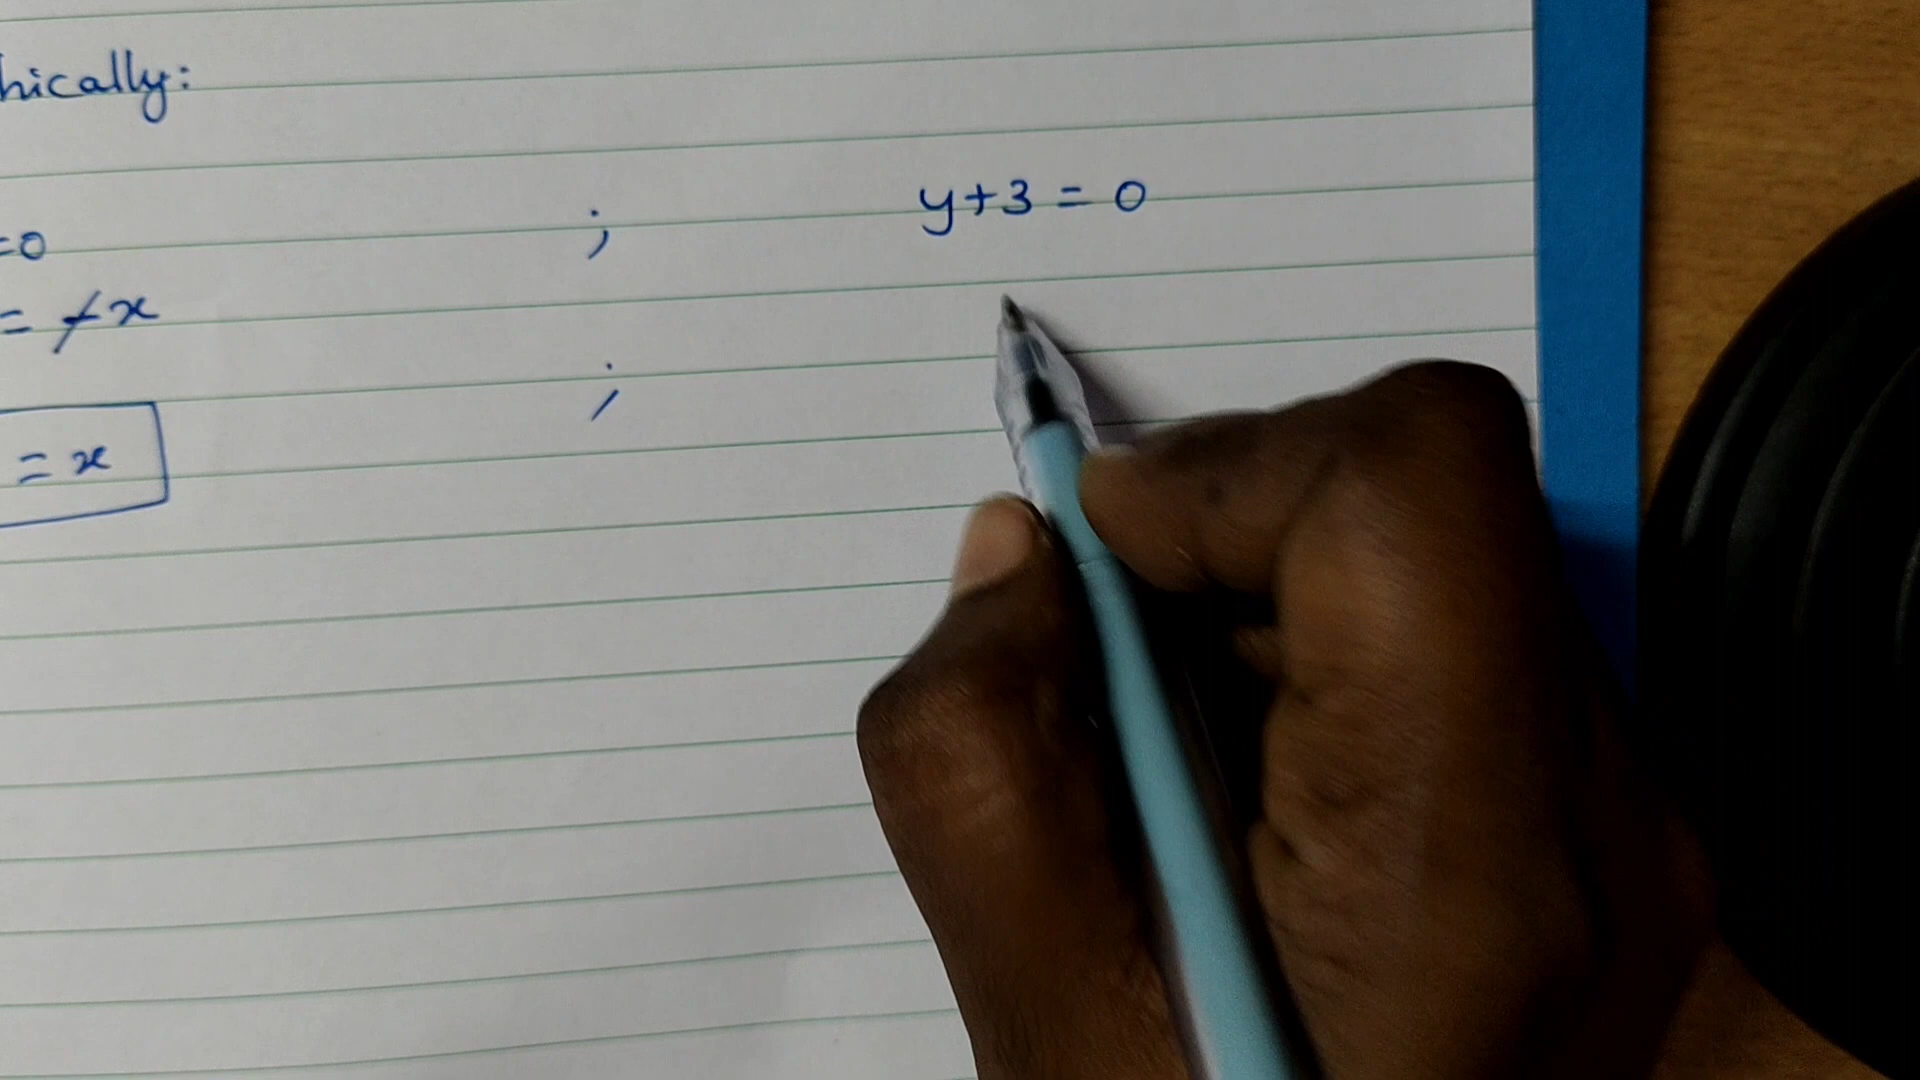 hically:
=0 ; y+3 = 0
= -x
;
= x